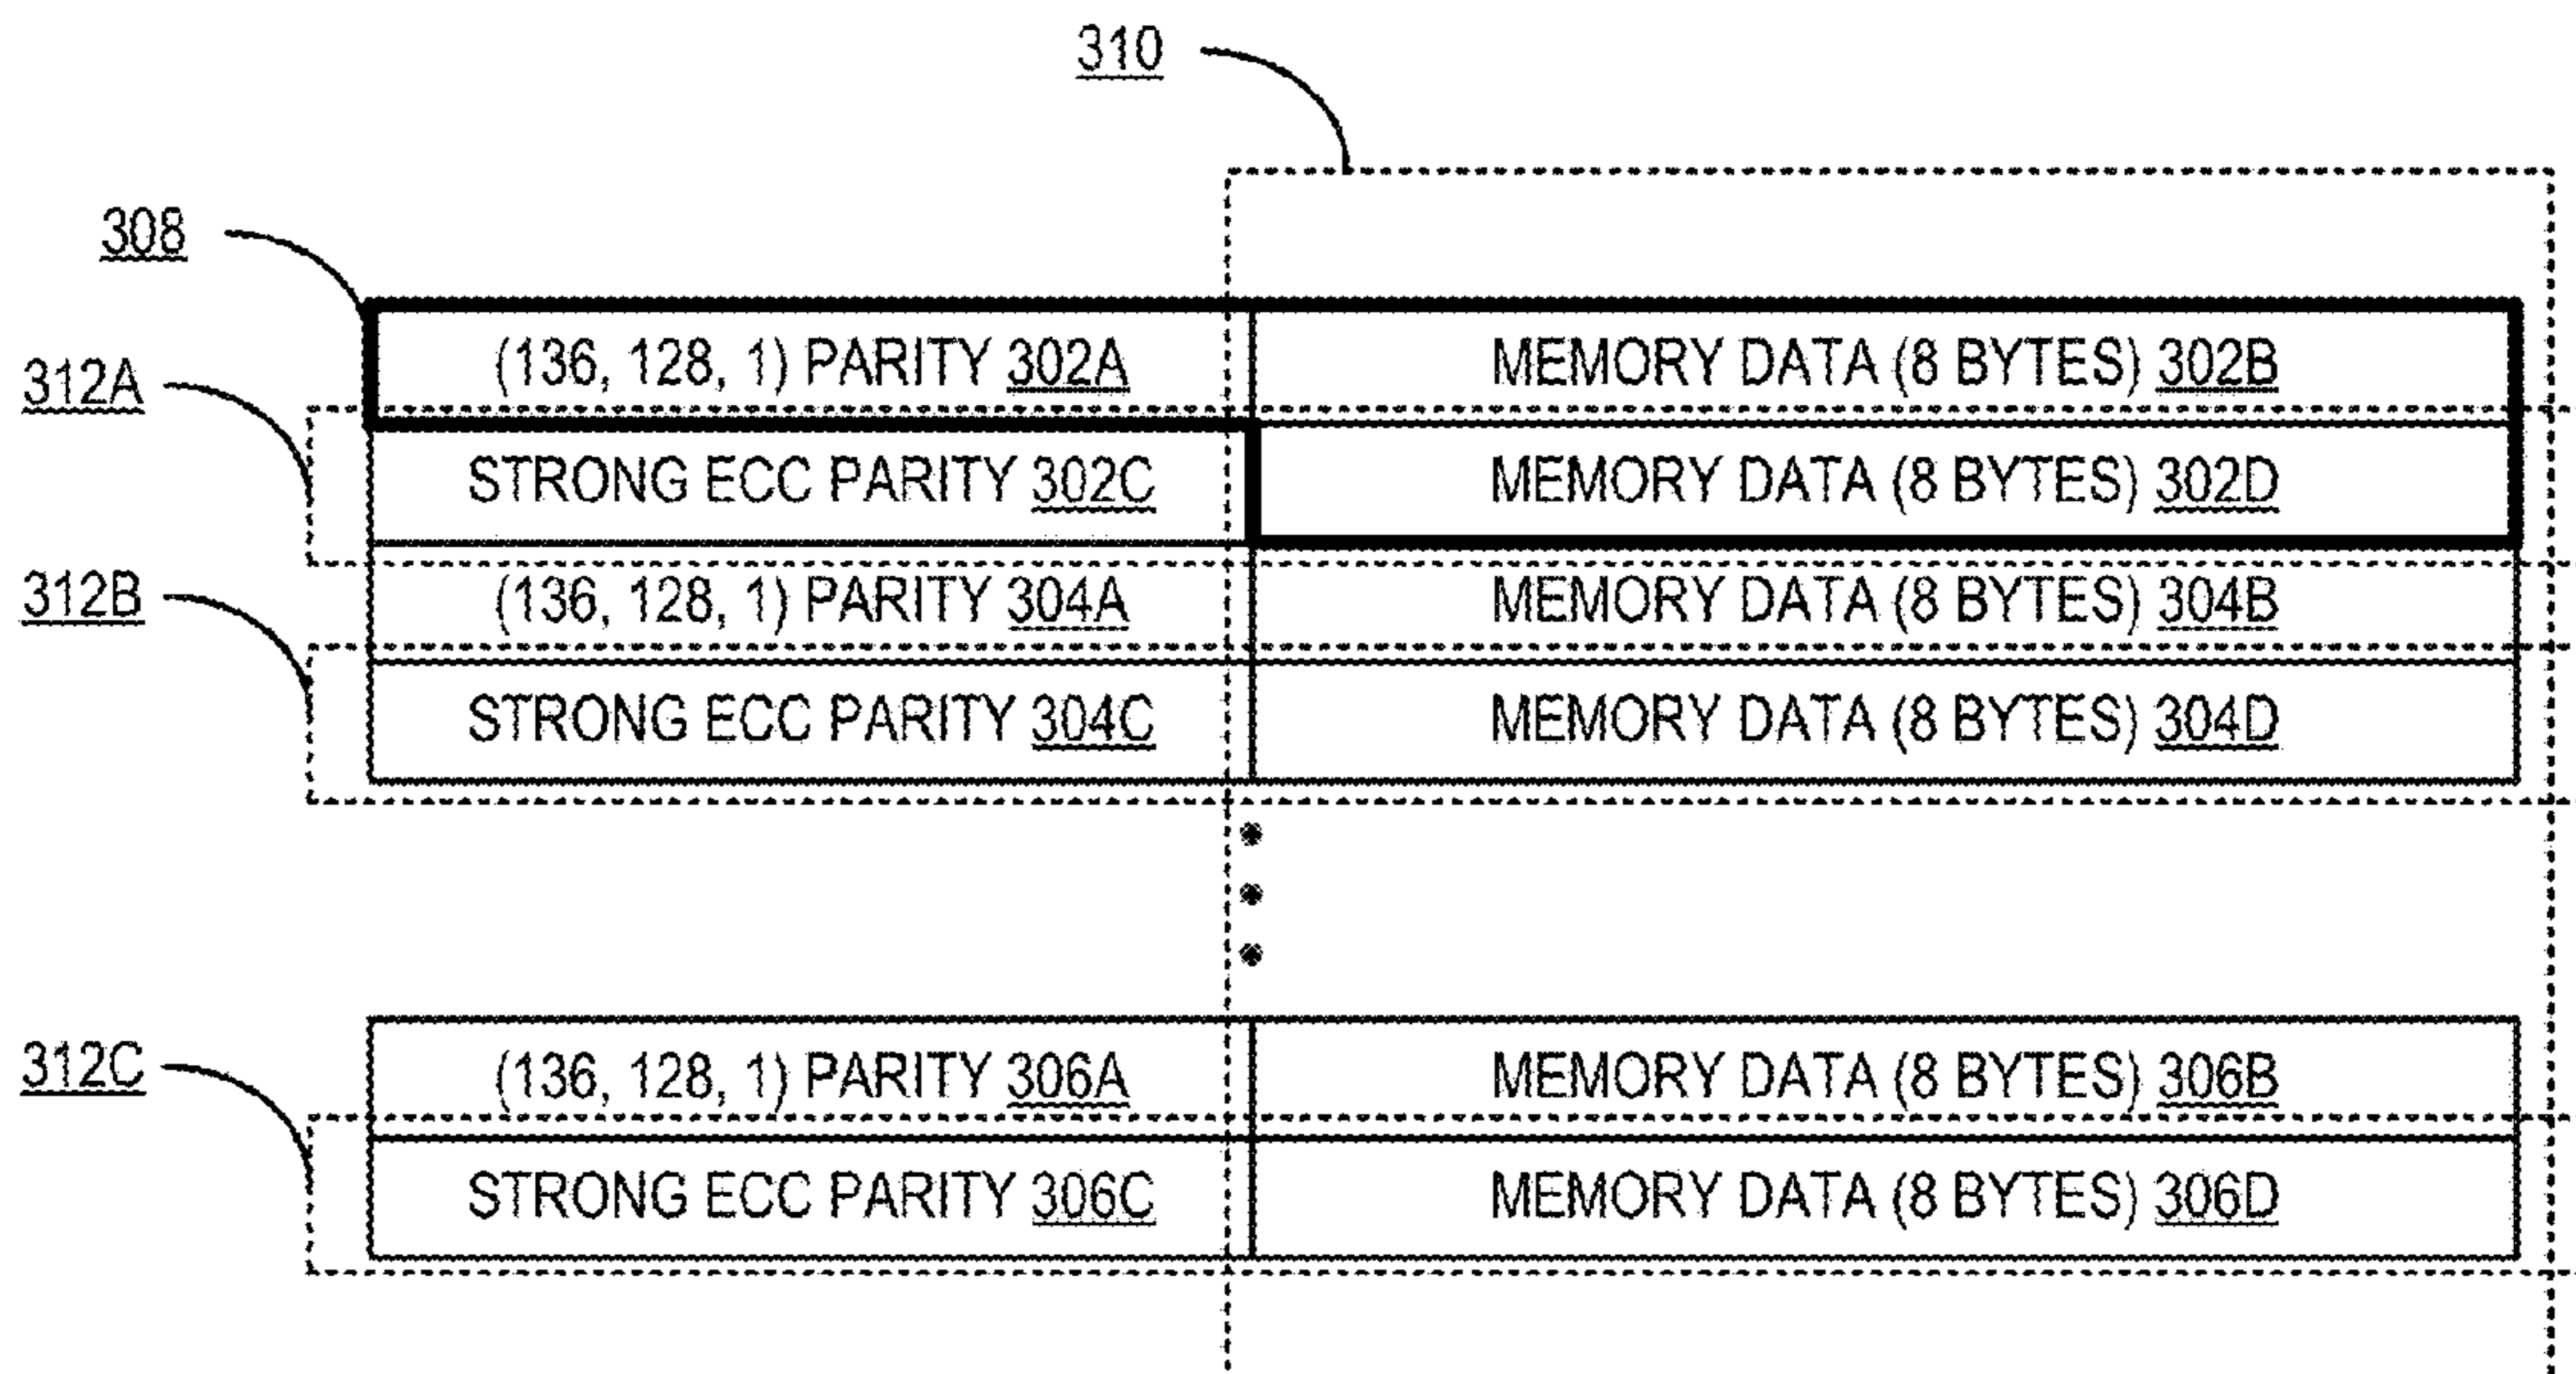 310
308
(136, 128, 1) PARITY 302A MEMORY DATA (8 BYTES) 302B
312A
STRONG ECC PARITY 302C MEMORY DATA (8 BYTES) 302D
312B
(136, 128, 1) PARITY 304A MEMORY DATA (8 BYTES) 304B
STRONG ECC PARITY 304C MEMORY DATA (8 BYTES) 304D
312C
(136, 128, 1) PARITY 306A MEMORY DATA (8 BYTES) 306B
STRONG ECC PARITY 306C MEMORY DATA (8 BYTES) 306D